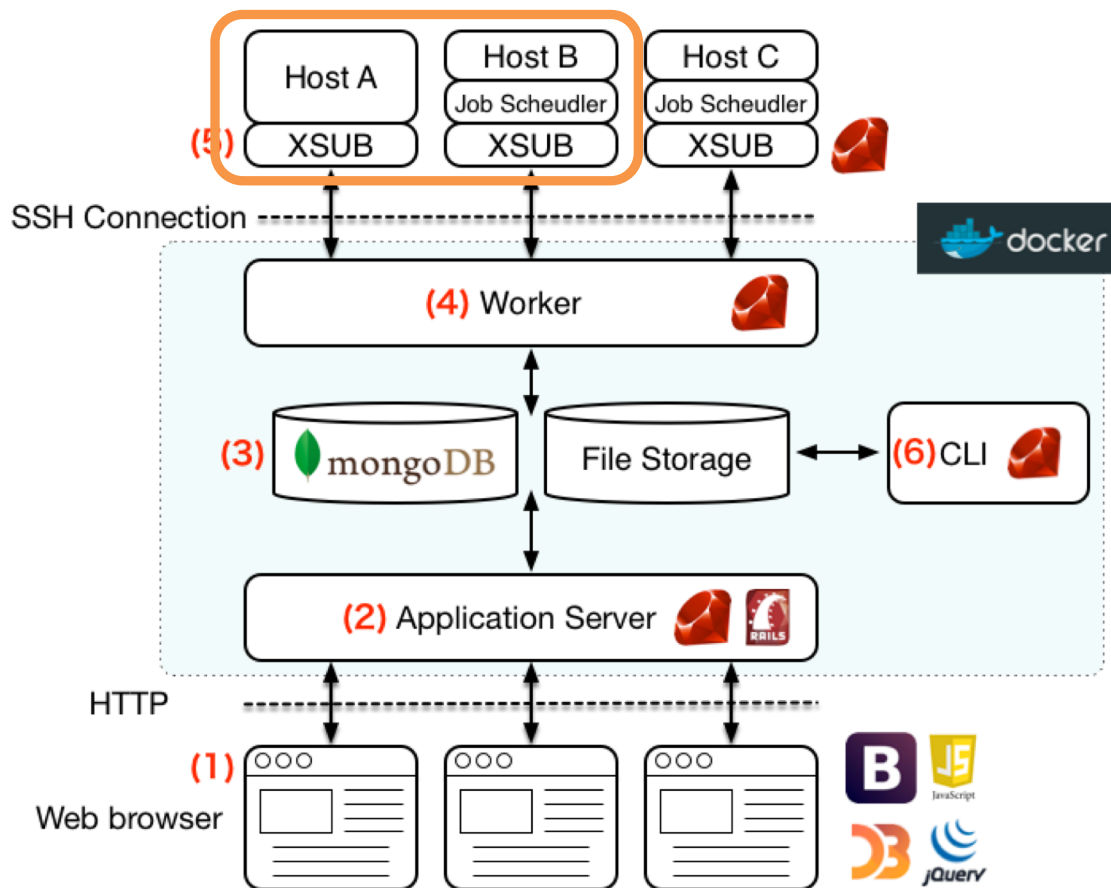 Host A
Host B
Host C
Job Scheudler
Job Scheudler
(5)
XSUB
XSUB
XSUB
SSH Connection
docker
(4) Worker
(3)
mongoDB
File Storage
(6) CLI
(2) Application Server
RAILS
HTTP
(1)
Web browser
B
JS
JavaScript
D3
jQuery